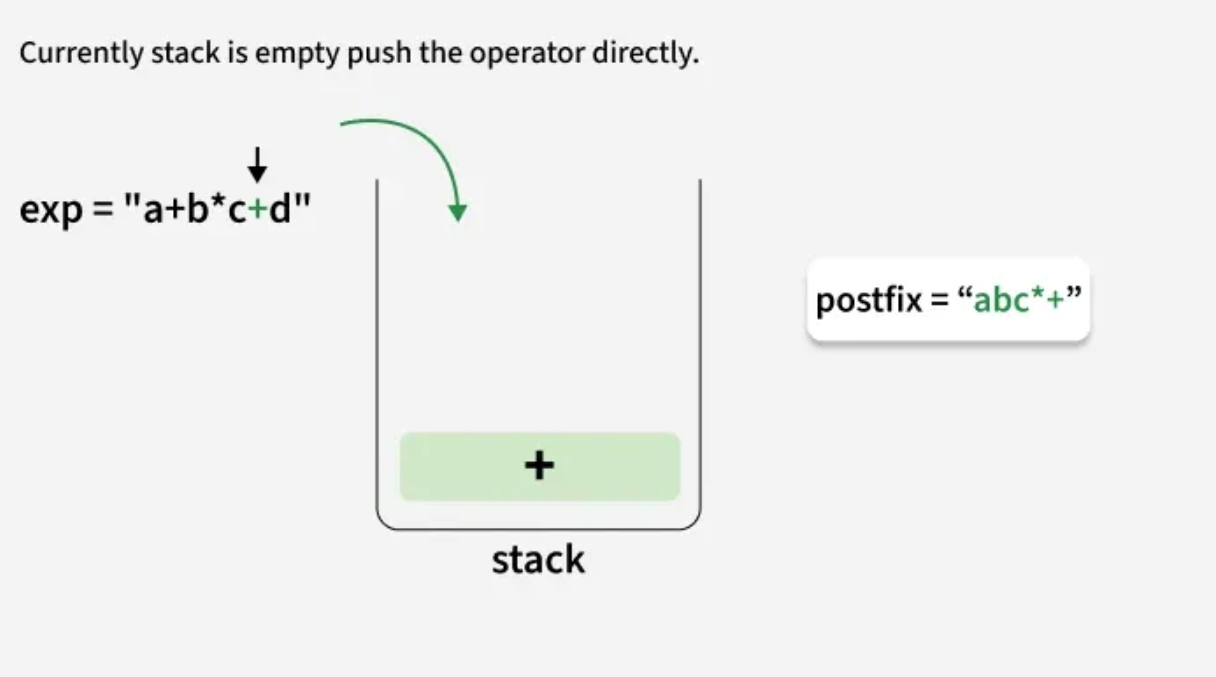 Currently stack is empty push the operator directly.
exp = "a+b*c+d"
postfix = “abc*+”
+
stack